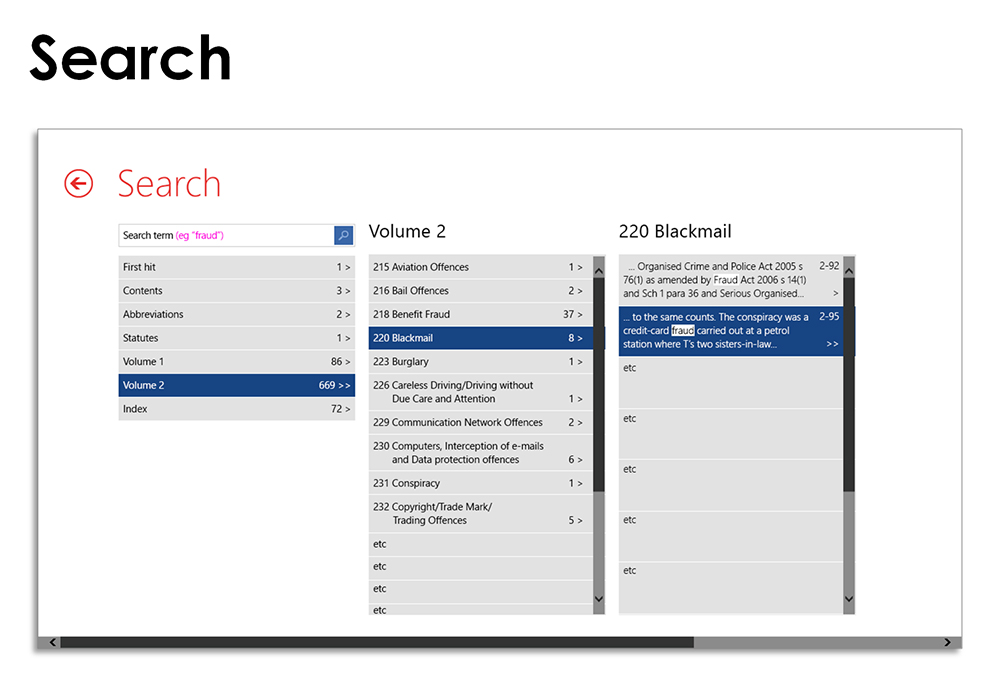 Search
Search
Search term (eg "fraud")
First hit 1 >
Contents 3 >
Abbreviations 2 >
Statutes 1 >
Volume 1 86 >
Volume 2 669 >>
Index 72 >
Volume 2
215 Aviation Offences 1 >
216 Bail Offences 2 >
218 Benefit Fraud 37 >
220 Blackmail 8 >
223 Burglary 1 >
226 Careless Driving/Driving without
Due Care and Attention 1 >
229 Communication Network Offences 2 >
230 Computers, Interception of e-mails
and Data protection offences 6 >
231 Conspiracy 1 >
232 Copyright/Trade Mark/
Trading Offences 5 >
etc
etc
etc
etc
220 Blackmail
... Organised Crime and Police Act 2005 s 2-92
76(1) as amended by Fraud Act 2006 s 14(1)
and Sch 1 para 36 and Serious Organised... >
... to the same counts. The conspiracy was a 2-95
credit-card fraud carried out at a petrol
station where T's two sisters-in-law... >>
etc
etc
etc
etc
etc